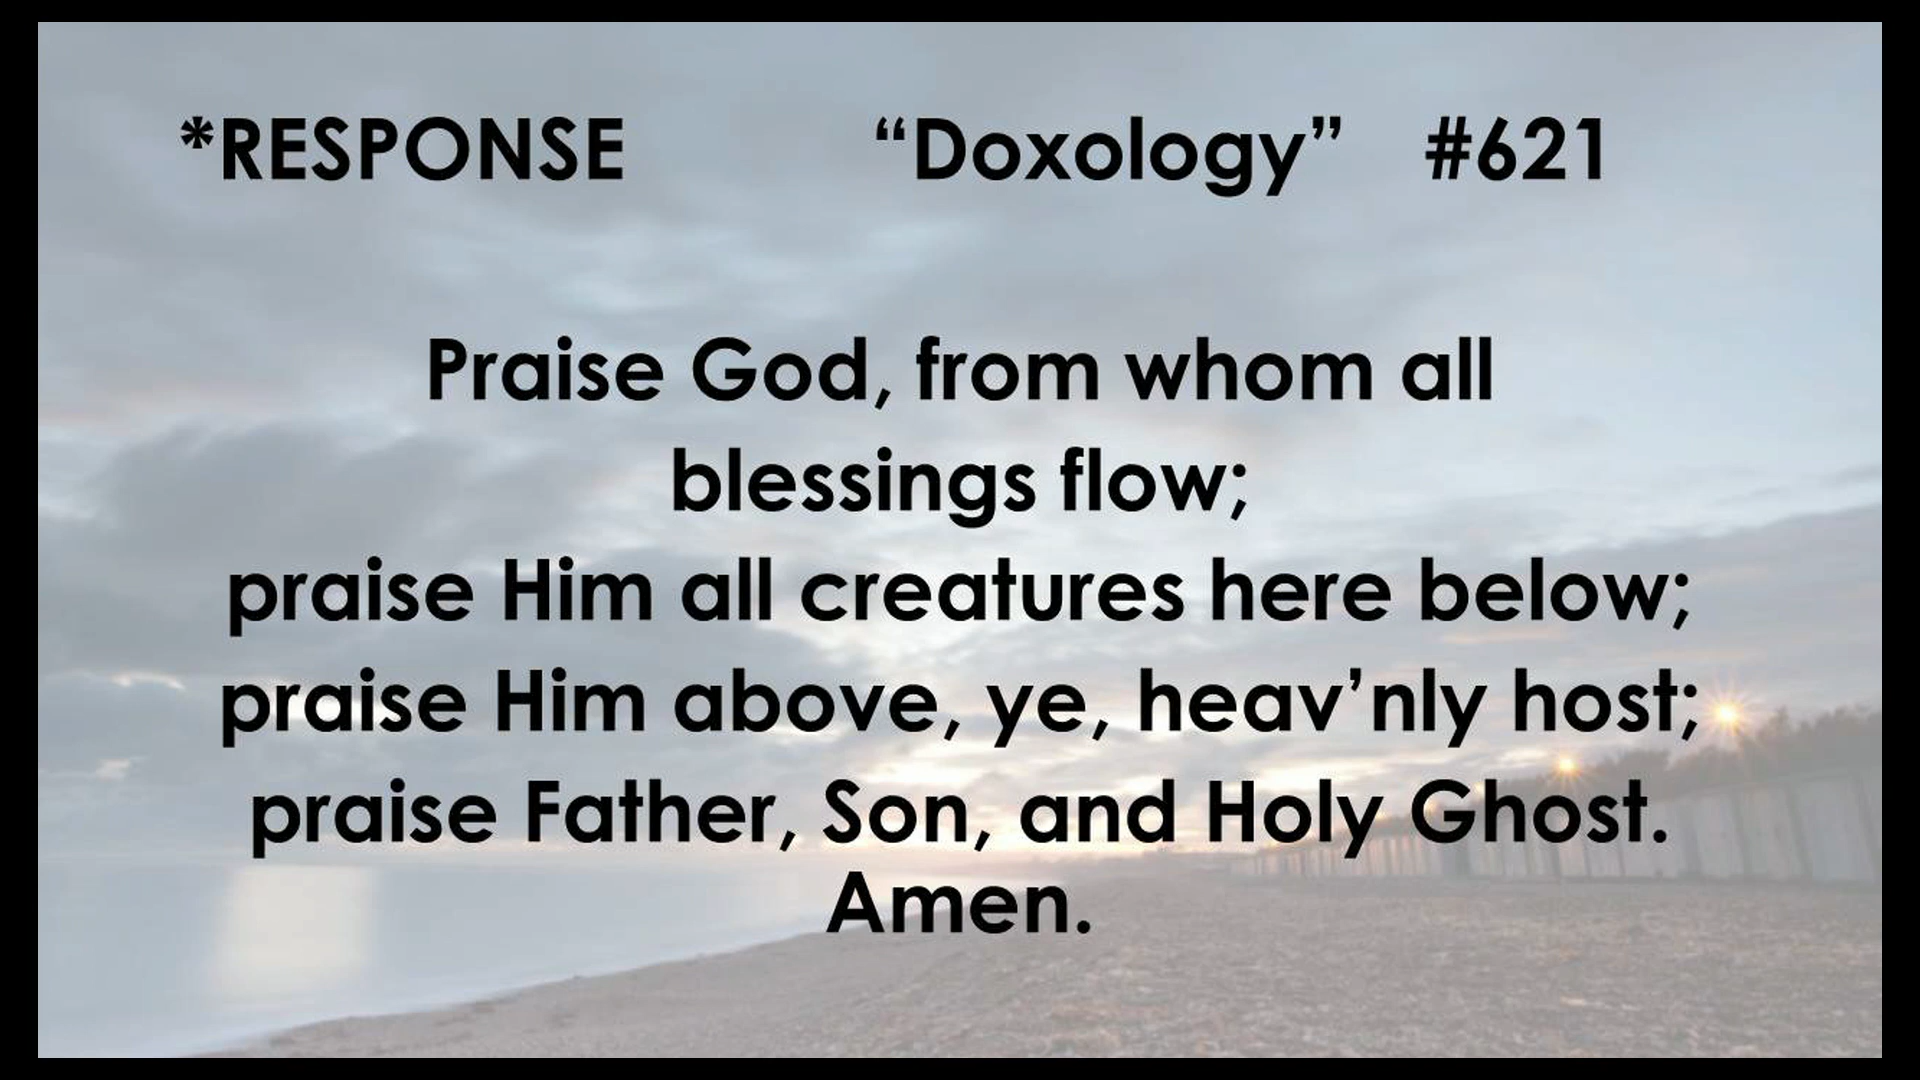 *RESPONSE “Doxology” #621
Praise God, from whom all
blessings flow;
praise Him all creatures here below;
praise Him above, ye, heav’nly host;
praise Father, Son, and Holy Ghost.
Amen.